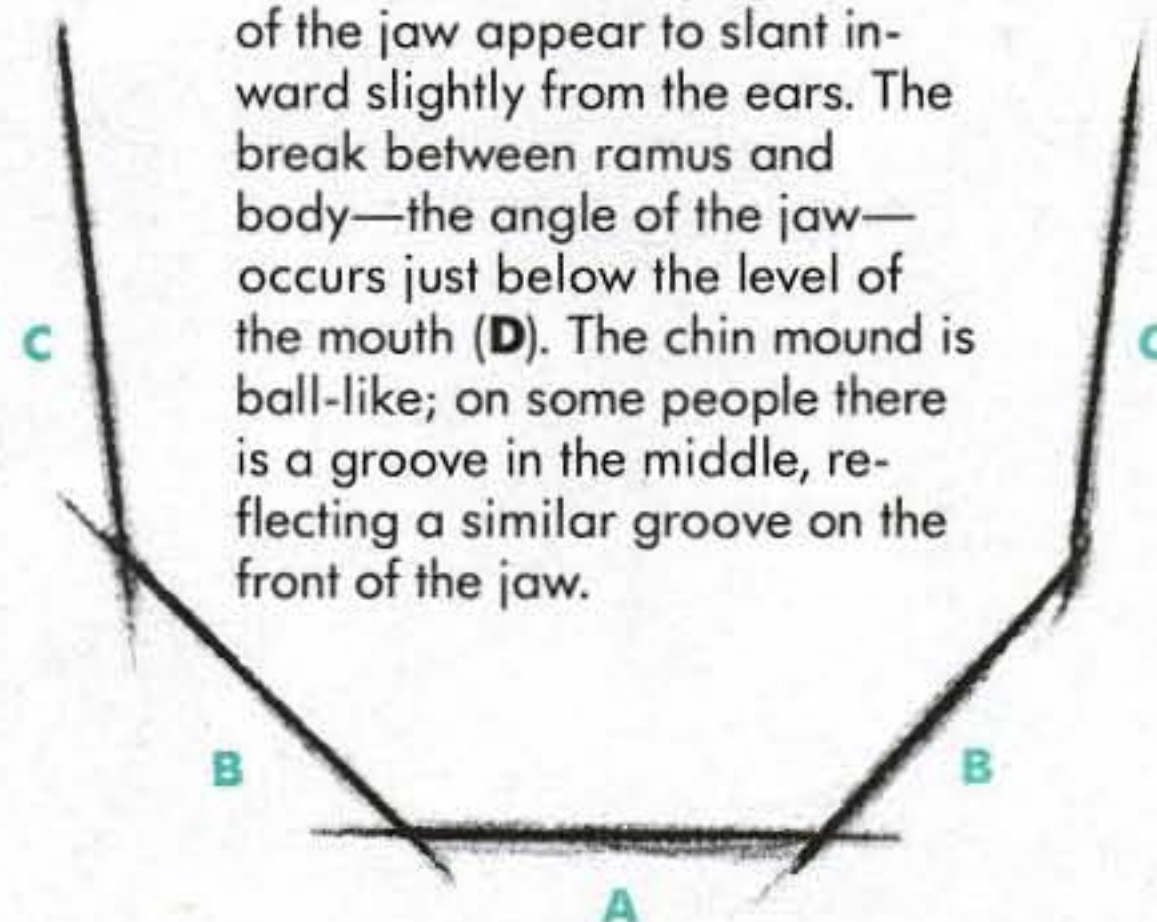 of the jaw appear to slant in-
ward slightly from the ears. The
break between ramus and
body—the angle of the jaw—
occurs just below the level of
the mouth (D). The chin mound is
ball-like; on some people there
is a groove in the middle, re-
flecting a similar groove on the
front of the jaw.
C
C
B
B
A